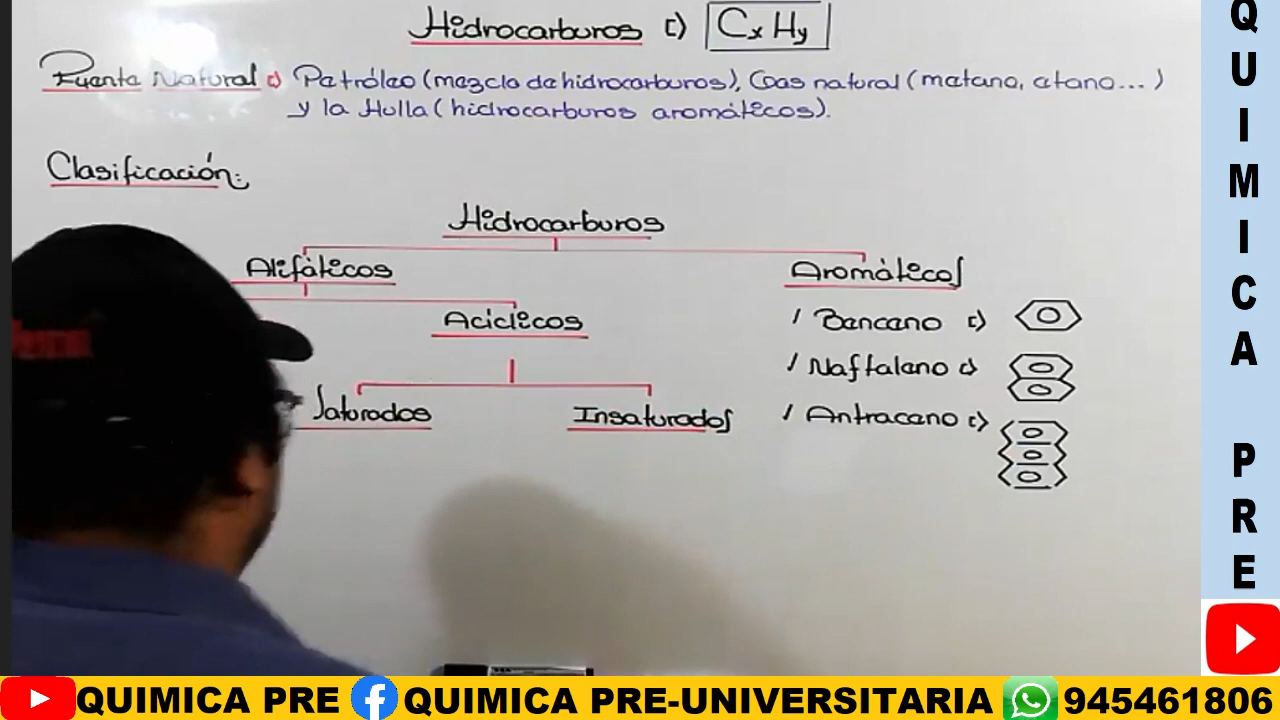 Hidrocarburos CxHy
Fuente Natural Petróleo (mezcla de hidrocarburos), Gas natural (metano, etano...)
y la Hulla (hidrocarburos aromáticos).
Clasificación:
Hidrocarburos
Alifáticos
Aromáticos
Acíclicos
Saturados
Insaturados
/ Benceno
/ Naftaleno
/ Antraceno
QUIMICA PRE
QUIMICA PRE QUIMICA PRE-UNIVERSITARIA 945461806